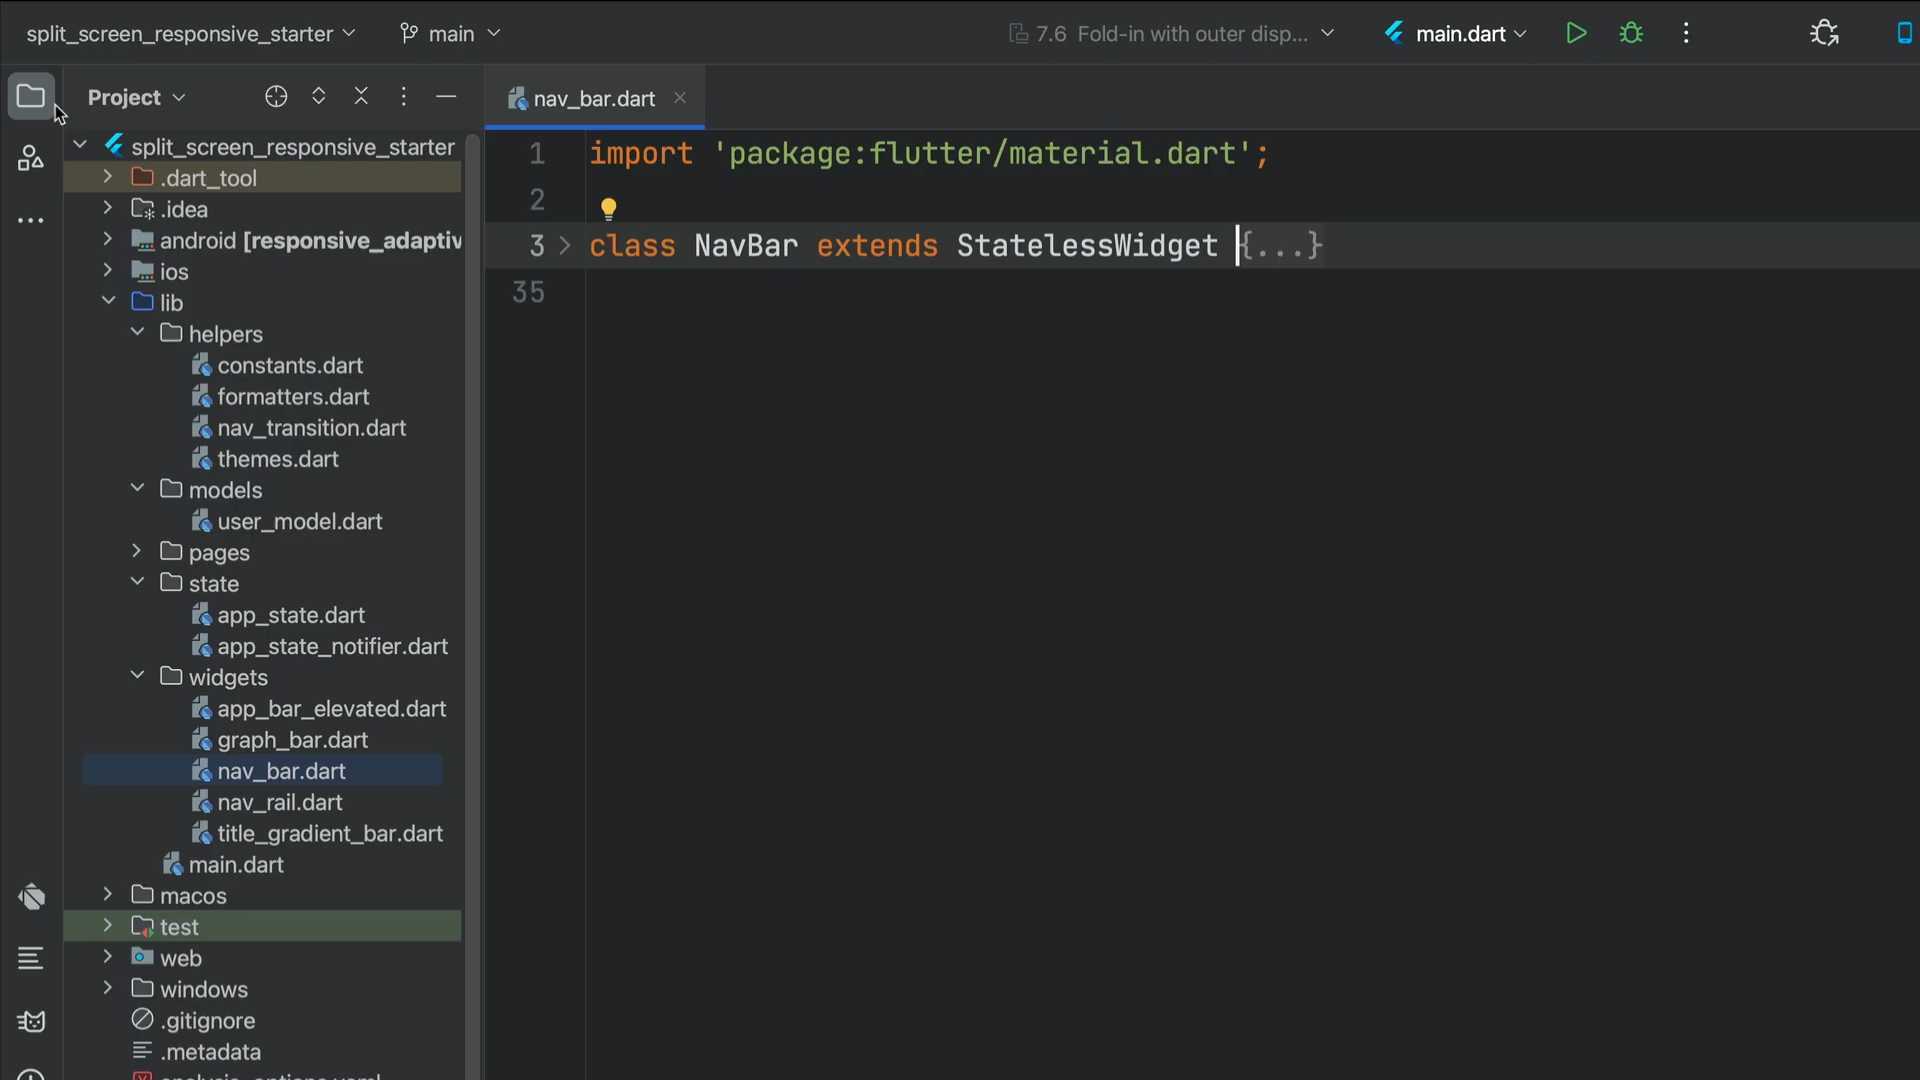 split_screen_responsive_starter main 7.6 Fold-in with outer disp... main.dart
Project
nav_bar.dart
split_screen_responsive_starter
.dart_tool
.idea
android [responsive_adaptiv
ios
lib
helpers
constants.dart
formatters.dart
nav_transition.dart
themes.dart
models
user_model.dart
pages
state
app_state.dart
app_state_notifier.dart
widgets
app_bar_elevated.dart
graph_bar.dart
nav_bar.dart
nav_rail.dart
title_gradient_bar.dart
main.dart
macos
test
web
windows
.gitignore
.metadata
1 import 'package:flutter/material.dart';
2
3 class NavBar extends StatelessWidget {...}
35